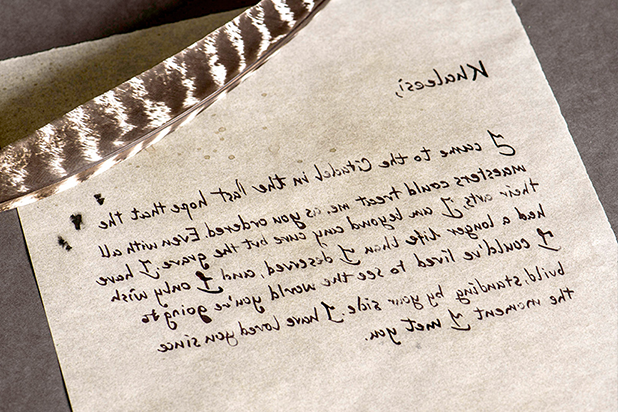 Khaleesi,
I came to the Citadel in the llast hope that the
maesters could treat me, as you ordered. Even with all
their arts, I am beyond any cure but the grave. I have
had a longer life than I deserved, and, I only wish
I could've lived to see the world you're going to
build, standing by your side. I have loved you since
the moment I met you.